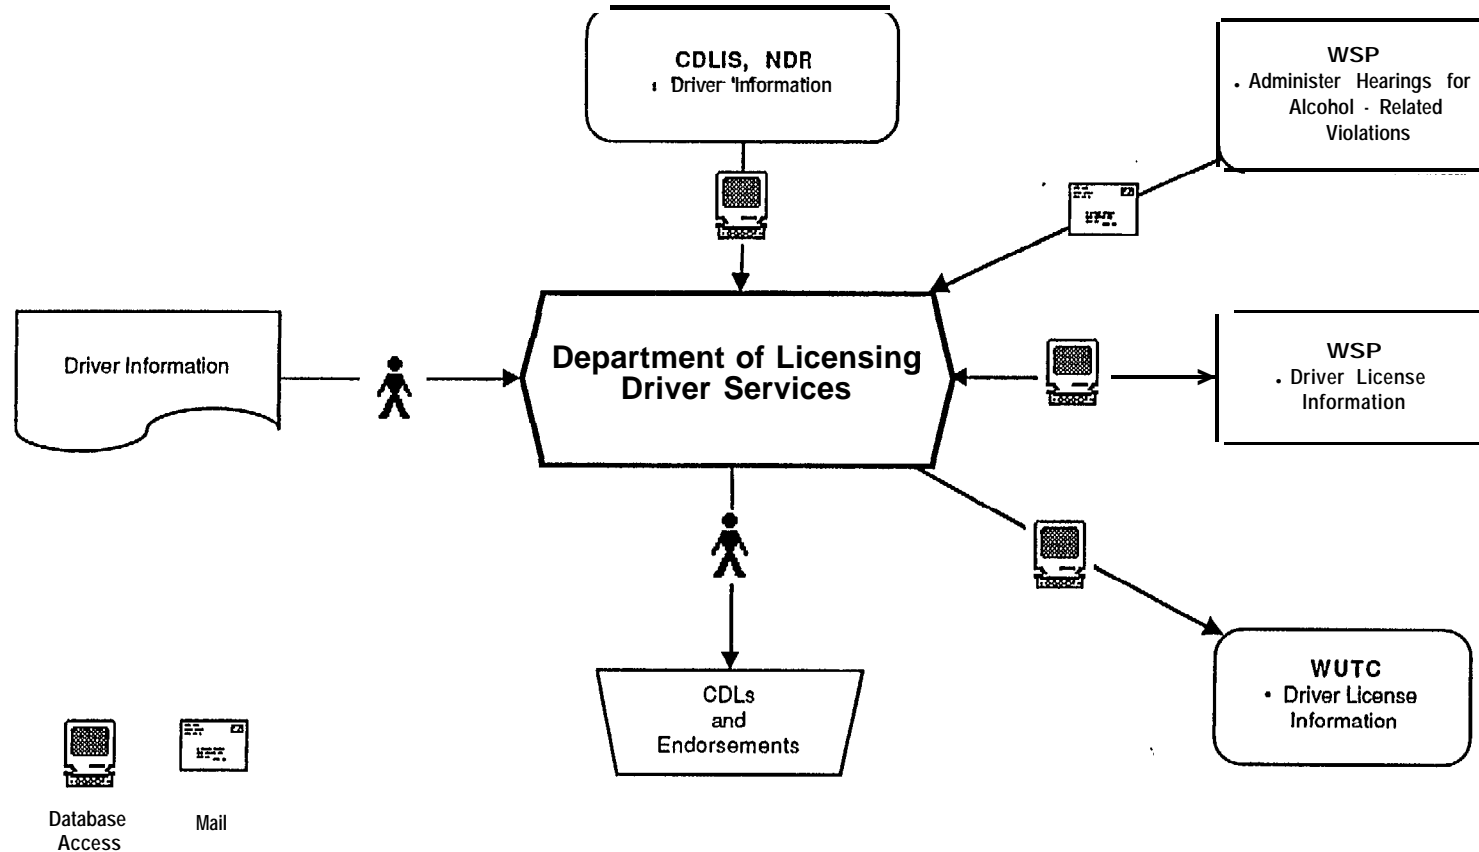 CDLIS, NDR
Driver Information
WSP
• Administer Hearings for
Alcohol - Related
Violations
Driver Information
Department of Licensing
Driver Services
WSP
• Driver License
Information
CDLs
and
Endorsements
WUTC
• Driver License
Information
Database
Access
Mail